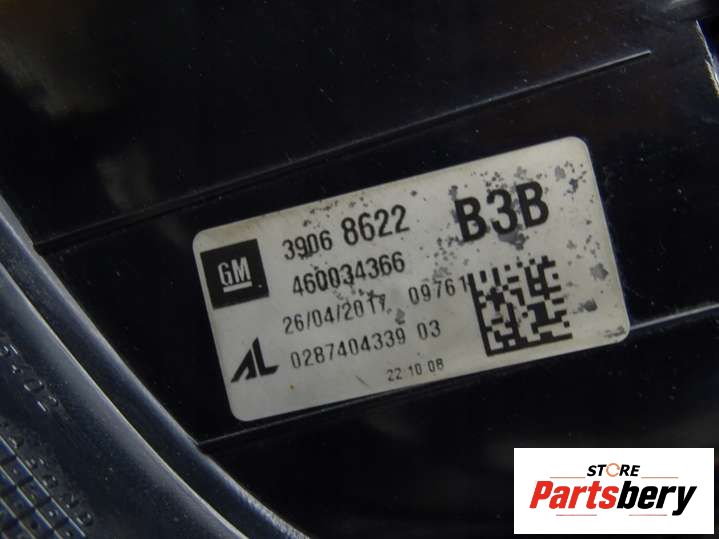 GM
3906 8622 B3B
460034366
26/04/2017 09761
AL 0287404339 03
22 10 08
STORE
Partsbery